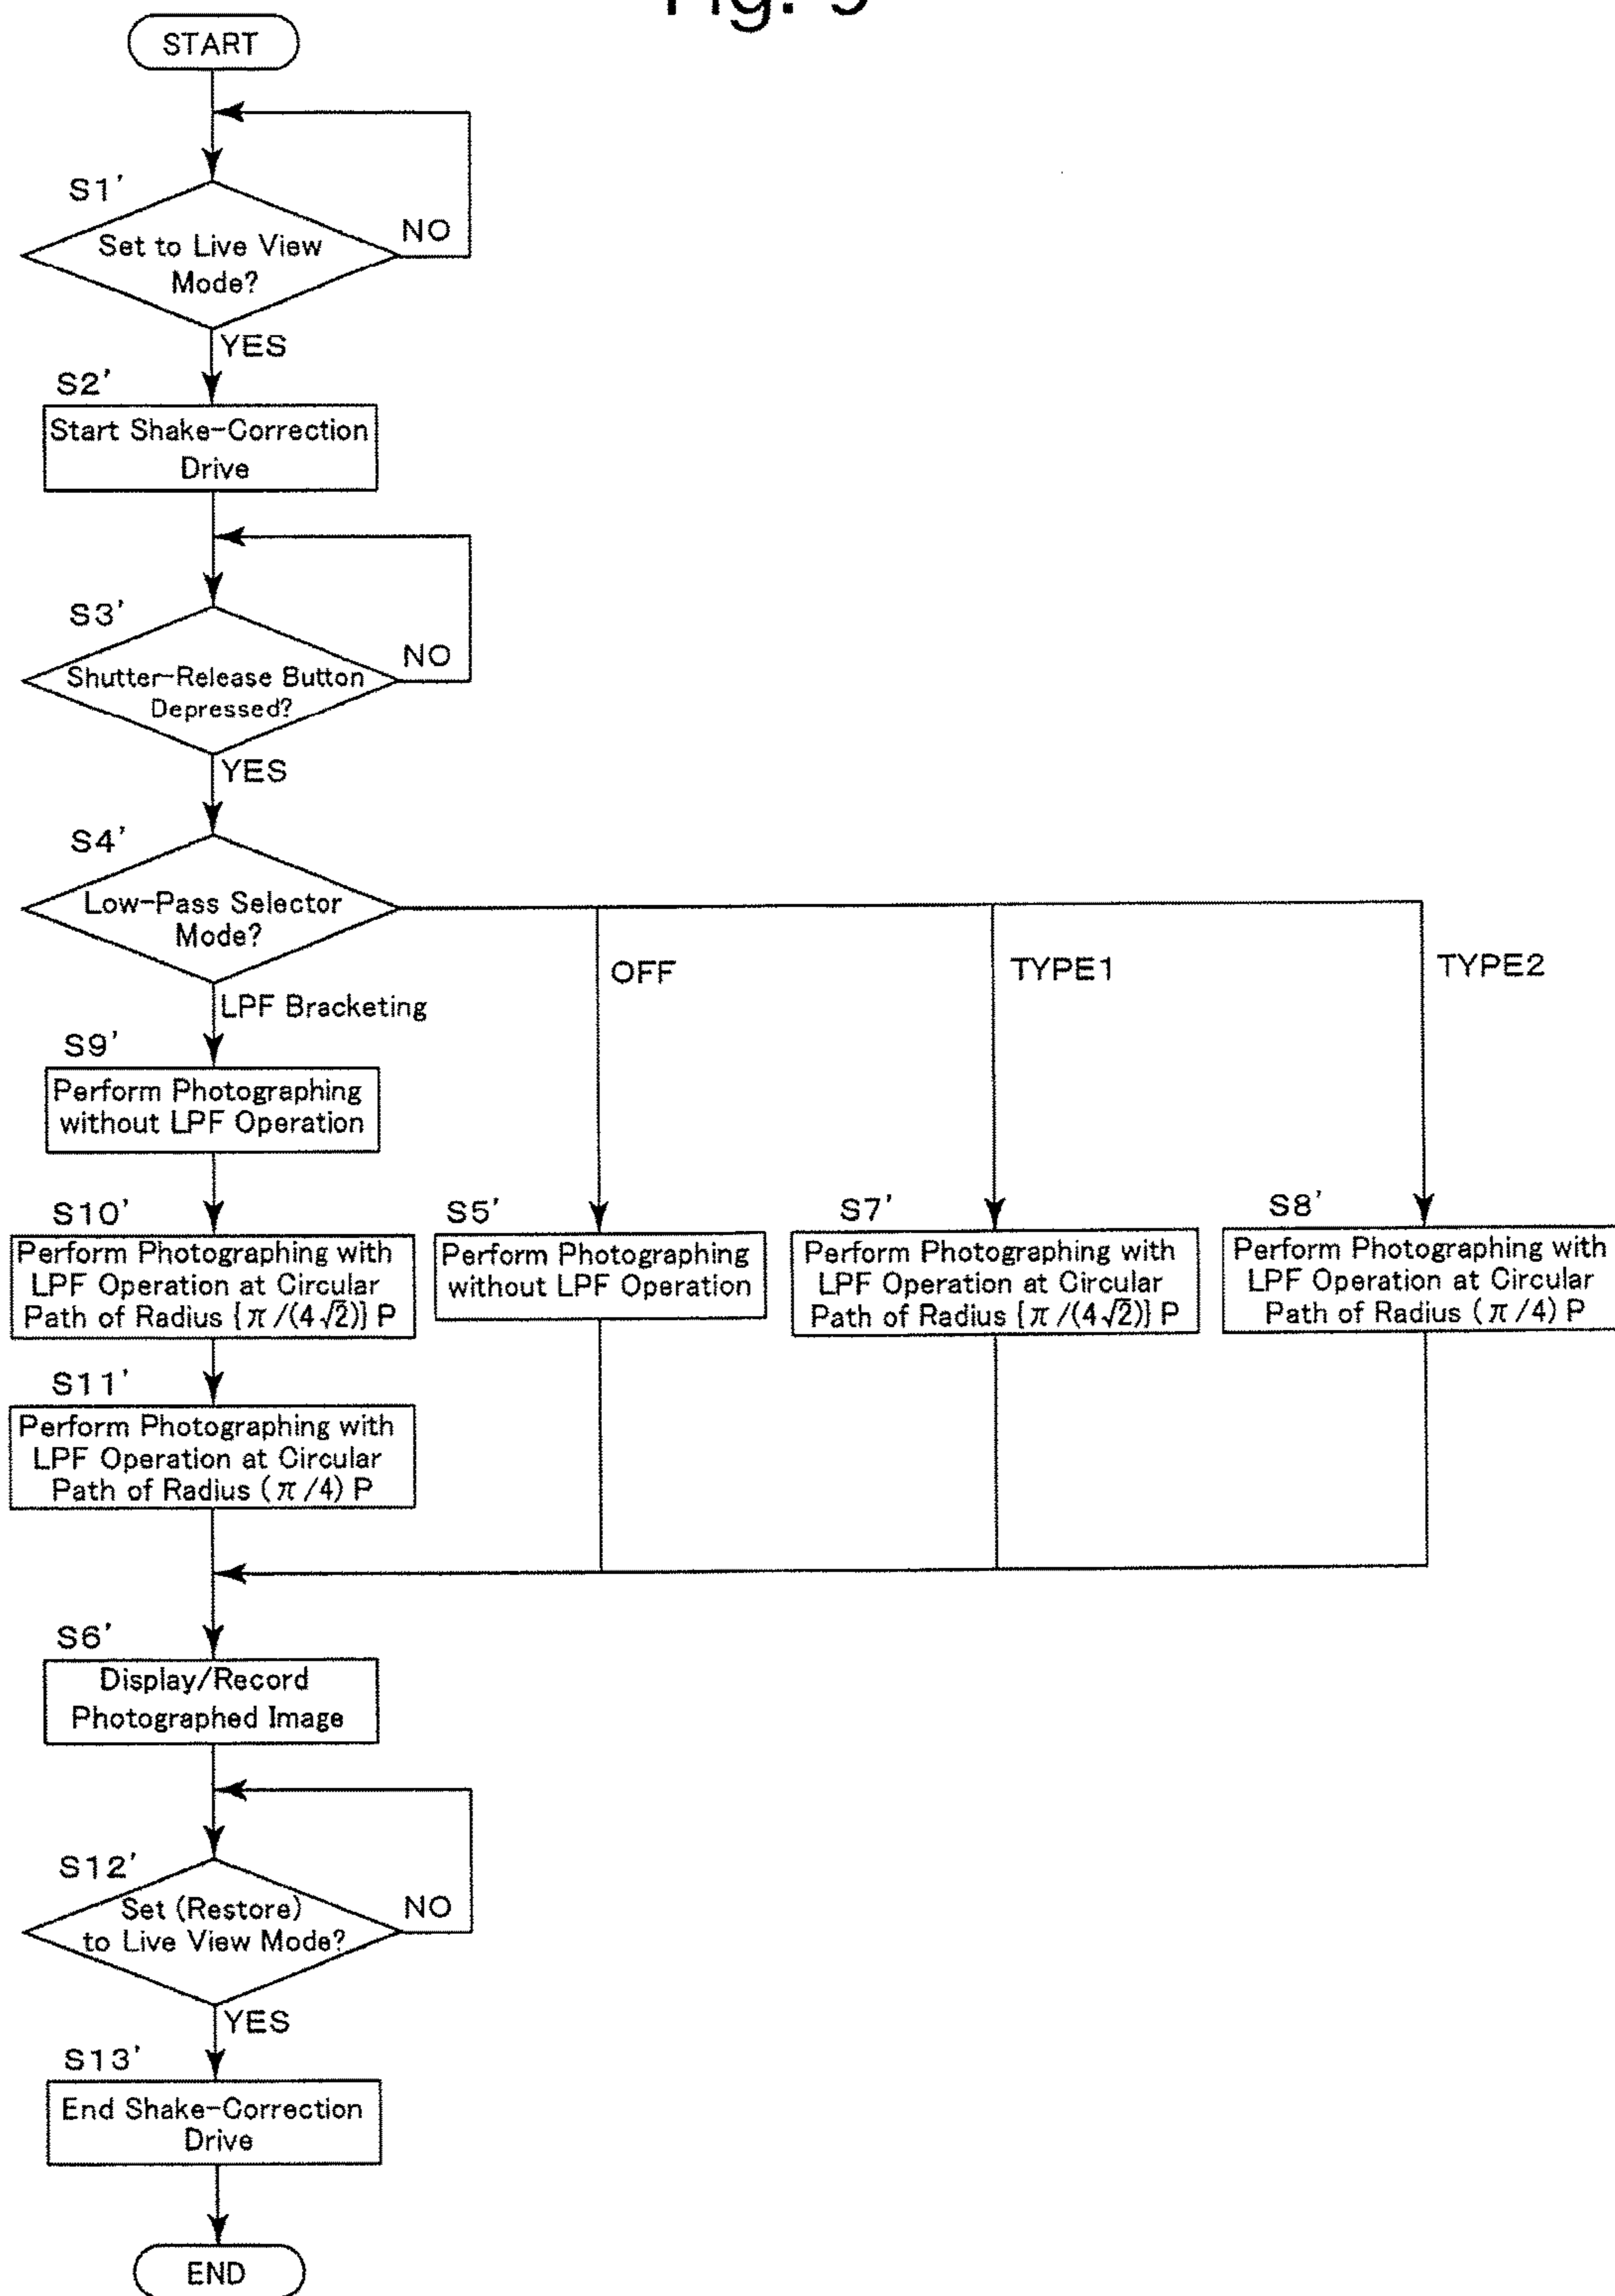 Fig. 9
START
S1'
Set to Live View
Mode?
NO
YES
S2'
Start Shake-Correction
Drive
S3'
Shutter-Release Button
Depressed?
NO
YES
S4'
Low-Pass Selector
Mode?
OFF
TYPE1
TYPE2
LPF Bracketing
S9'
Perform Photographing
without LPF Operation
S10'
Perform Photographing with
LPF Operation at Circular
Path of Radius {π/(4√2)} P
S5'
Perform Photographing
without LPF Operation
S7'
Perform Photographing with
LPF Operation at Circular
Path of Radius {π/(4√2)} P
S8'
Perform Photographing with
LPF Operation at Circular
Path of Radius (π/4) P
S11'
Perform Photographing with
LPF Operation at Circular
Path of Radius (π/4) P
S6'
Display/Record
Photographed Image
S12'
Set (Restore)
to Live View Mode?
NO
YES
S13'
End Shake-Correction
Drive
END